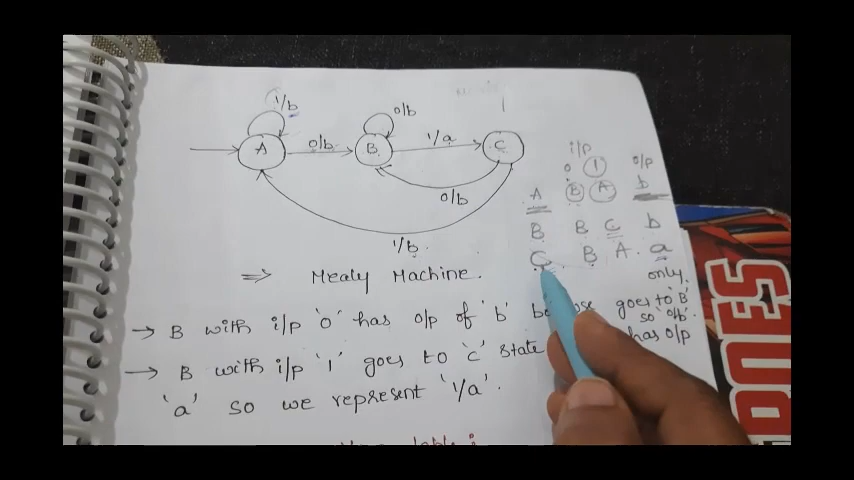 1/b
0/b
A
0/b
B
1/a
C
0/b
1/b
i/p
0 1 o/p
A B A b
B B C b
C B A a
only.
⇒ Mealy Machine.
→ B with i/p '0' has o/p of 'b' goes to 'B'
so '0/b'.
→ B with i/p '1' goes to 'C' state has o/p
'a' so we represent '1/a'.